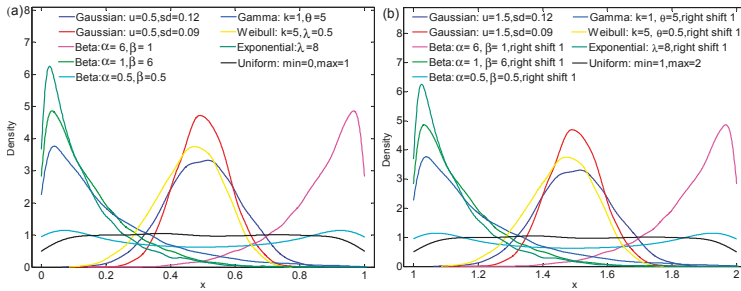 (a)
Gaussian: u=0.5,sd=0.12
Gaussian: u=0.5,sd=0.09
Beta:α= 6,β= 1
Beta:α= 1,β= 6
Beta:α=0.5,β=0.5
Gamma: k=1,θ=5
Weibull: k=5,λ=0.5
Exponential:λ=8
Uniform: min=0,max=1
Density
8
7
6
5
4
3
2
1
0
0
0.2
0.4
0.6
0.8
1
x
(b)
Gaussian: u=1.5,sd=0.12
Gaussian: u=1.5,sd=0.09
Beta:α= 6, β= 1,right shift 1
Beta:α= 1, β= 6,right shift 1
Beta:α=0.5, β=0.5,right shift 1
Gamma: k=1, θ=5,right shift 1
Weibull: k=5, θ=0.5,right shift 1
Exponential: λ=8,right shift 1
Uniform: min=1,max=2
Density
8
7
6
5
4
3
2
1
0
1
1.2
1.4
1.6
1.8
2
x